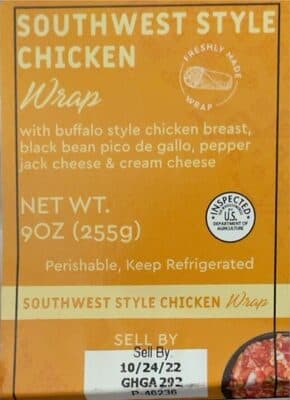 SOUTHWEST STYLE
CHICKEN
Wrap
FRESHLY MADE
WRAP
with buffalo style chicken breast,
black bean pico de gallo, pepper
jack cheese & cream cheese
NET WT.
9OZ (255g)
INSPECTED
U.S.
DEPARTMENT OF
AGRICULTURE
Perishable, Keep Refrigerated
SOUTHWEST STYLE CHICKEN Wrap
SELL BY
Sell By:
10/24/22
GHGA 292